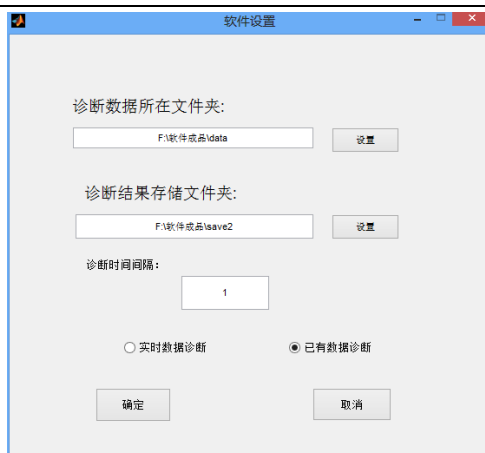 软件设置
诊断数据所在文件夹:
F:\软件成品\data
设置
诊断结果存储文件夹:
F:\软件成品\save2
设置
诊断时间间隔:
1
实时数据诊断 已有数据诊断
确定 取消